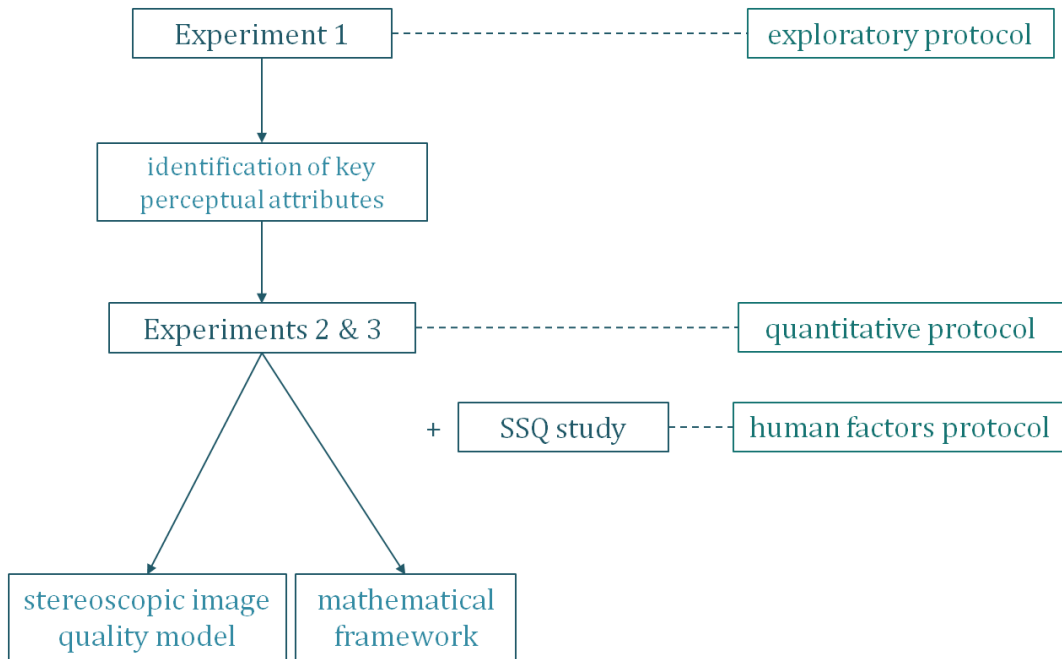 Experiment 1
exploratory protocol
identification of key
perceptual attributes
Experiments 2 & 3
quantitative protocol
+ SSQ study
human factors protocol
stereoscopic image
quality model
mathematical
framework